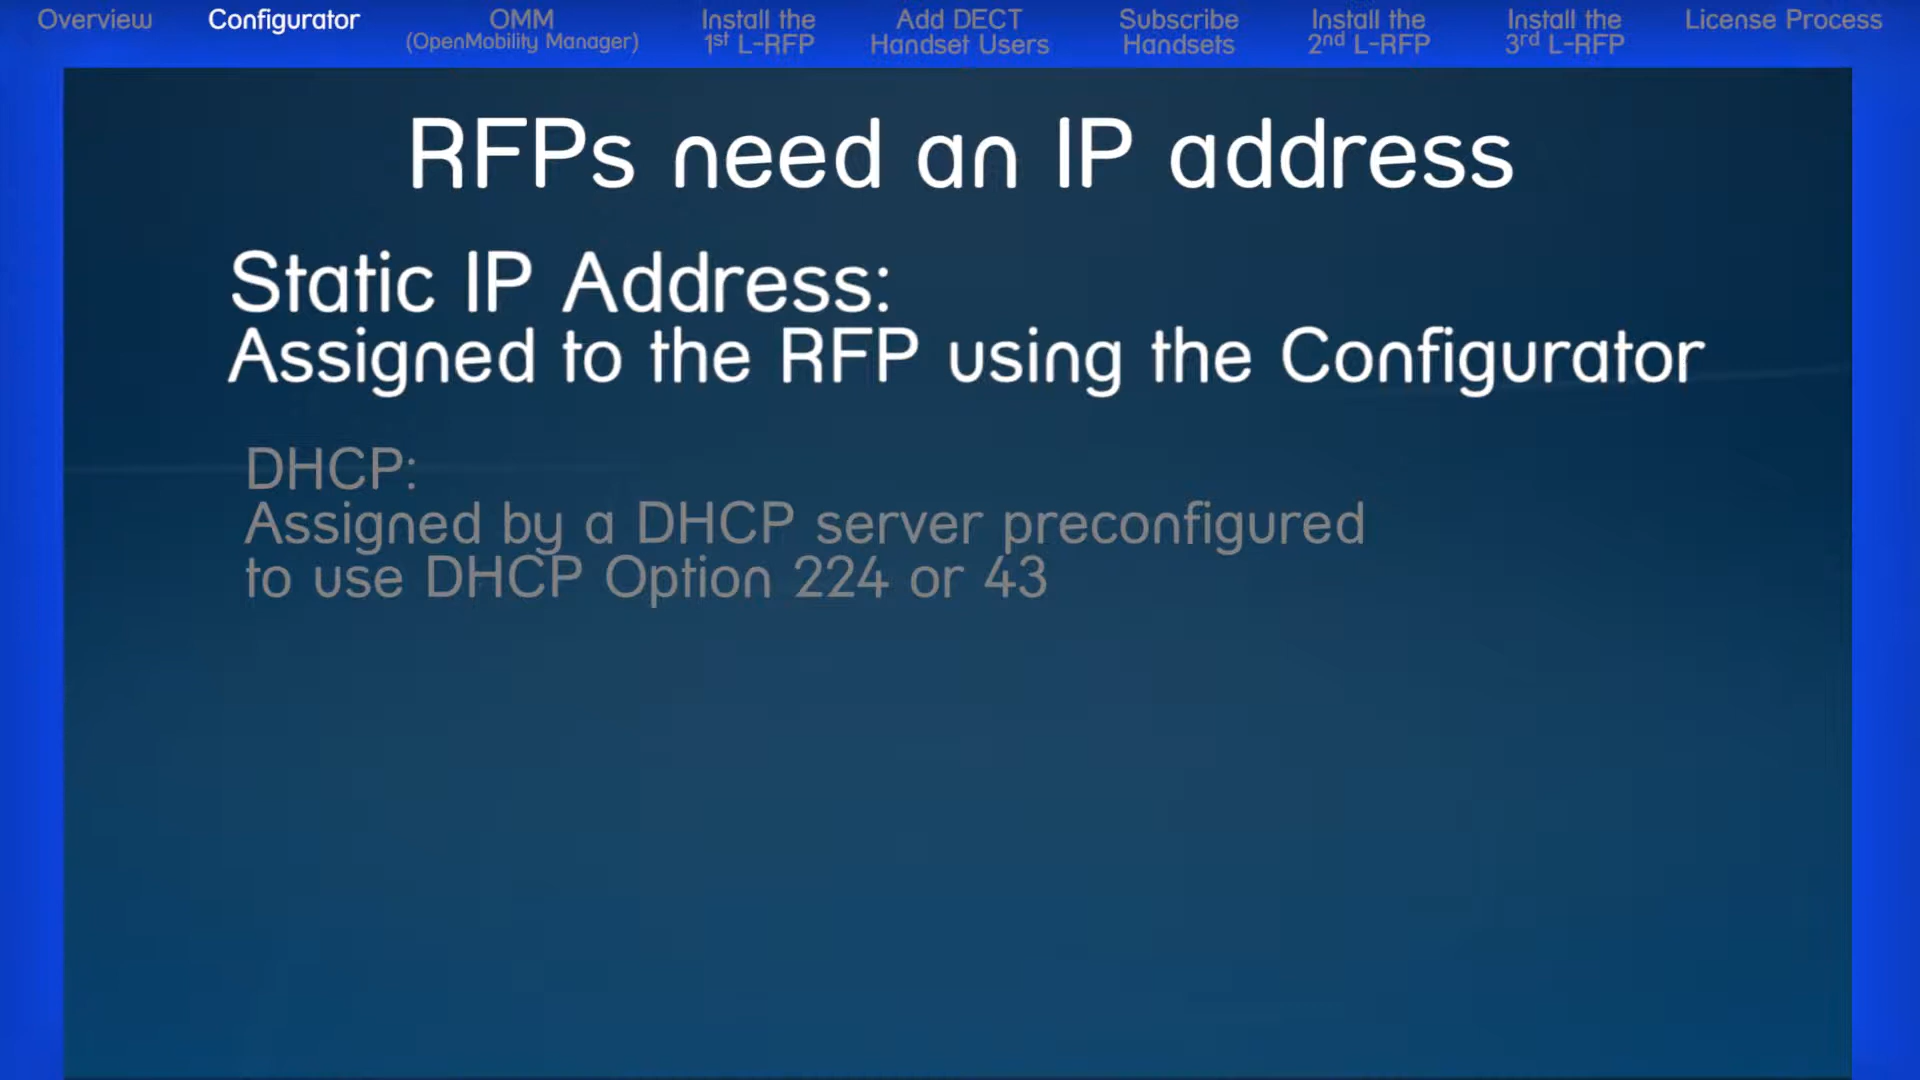 Overview
Configurator
OMM
(OpenMobility Manager)
Install the
1st L-RFP
Add DECT
Handset Users
Subscribe
Handsets
Install the
2nd L-RFP
Install the
3rd L-RFP
License Process
RFPs need an IP address
Static IP Address:
Assigned to the RFP using the Configurator
DHCP:
Assigned by a DHCP server preconfigured
to use DHCP Option 224 or 43